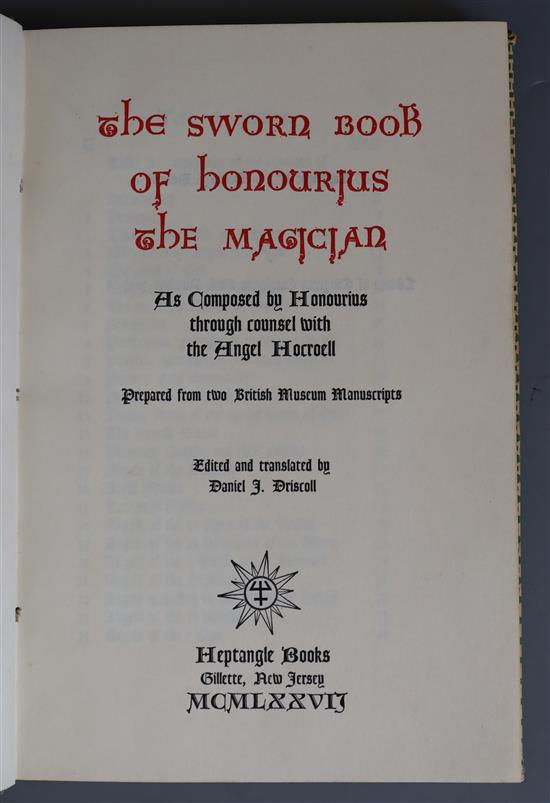 The Sworn Book
of Honourius
the Magician
As Composed by Honourius
through counsel with
the Angel Hocroell
Prepared from two British Museum Manuscripts
Edited and translated by
Daniel J. Driscoll
Heptangle Books
Gillette, New Jersey
MCMLXXVIJ